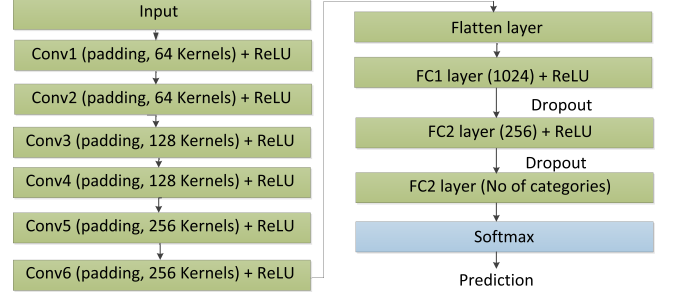 Input
Conv1 (padding, 64 Kernels) + ReLU
Conv2 (padding, 64 Kernels) + ReLU
Conv3 (padding, 128 Kernels) + ReLU
Conv4 (padding, 128 Kernels) + ReLU
Conv5 (padding, 256 Kernels) + ReLU
Conv6 (padding, 256 Kernels) + ReLU
Flatten layer
FC1 layer (1024) + ReLU
Dropout
FC2 layer (256) + ReLU
Dropout
FC2 layer (No of categories)
Softmax
Prediction